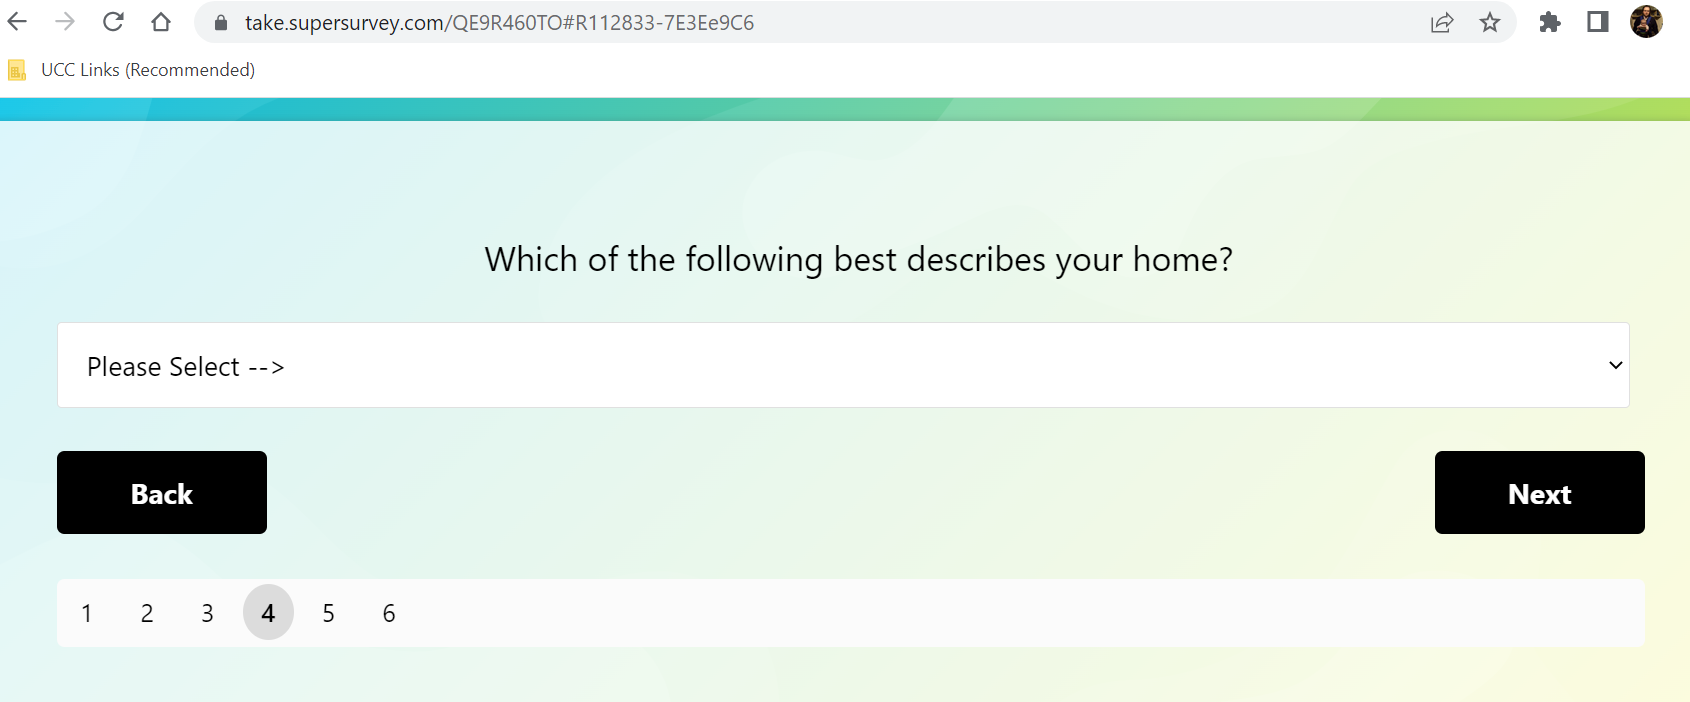 take.supersurvey.com/QE9R460TO#R112833-7E3Ee9C6
UCC Links (Recommended)
Which of the following best describes your home?
Please Select -->
Back
Next
1 2 3 4 5 6